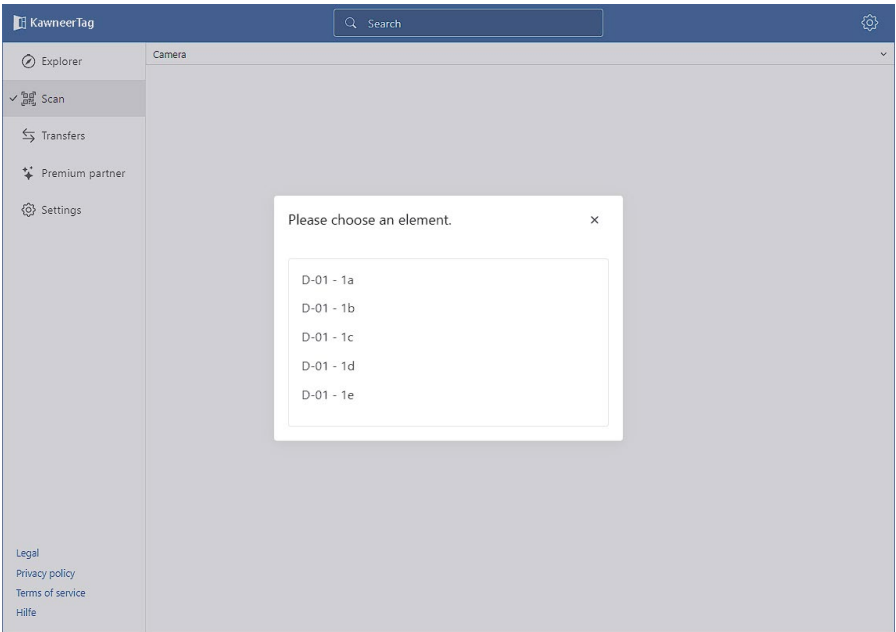 KawneerTag
Search
Explorer
Camera
Scan
Transfers
Premium partner
Settings
Please choose an element.
D-01 - 1a
D-01 - 1b
D-01 - 1c
D-01 - 1d
D-01 - 1e
Legal
Privacy policy
Terms of service
Hilfe